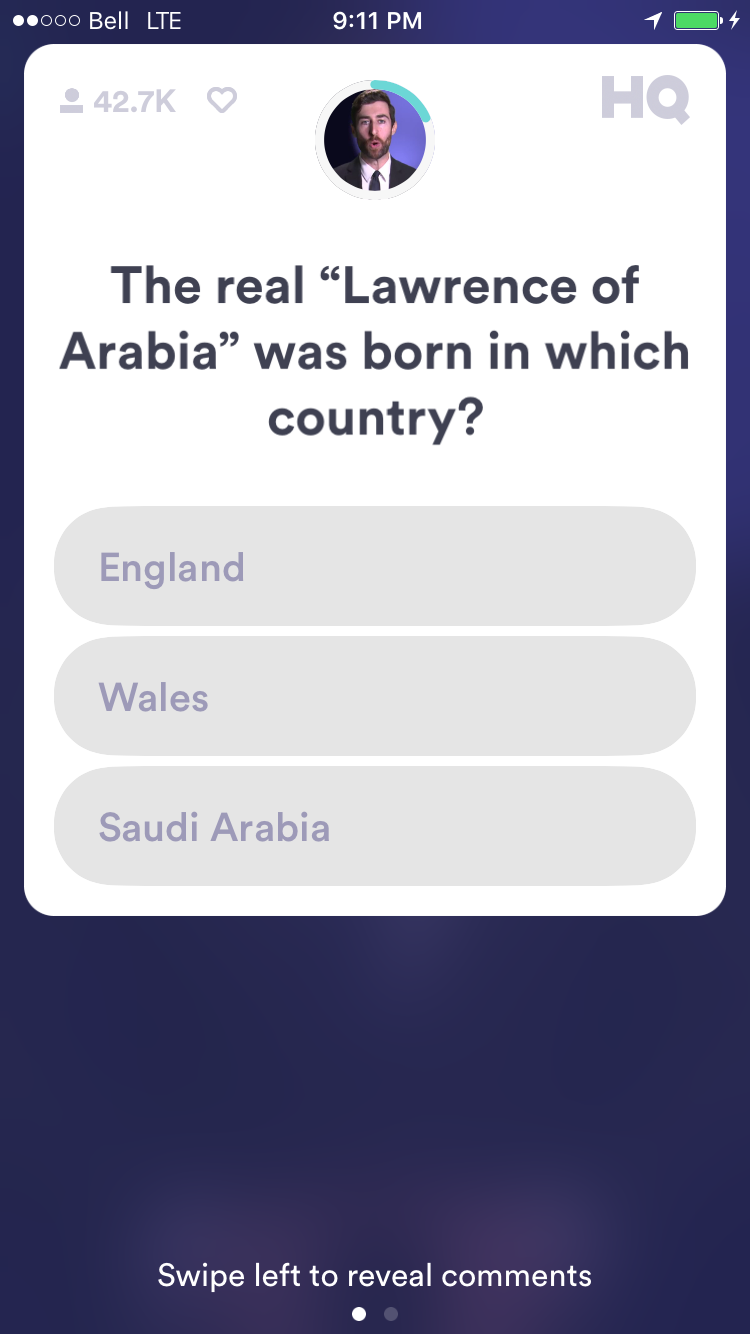 Bell LTE 9:11 PM
42.7K HQ
The real “Lawrence of
Arabia” was born in which
country?
England
Wales
Saudi Arabia
Swipe left to reveal comments